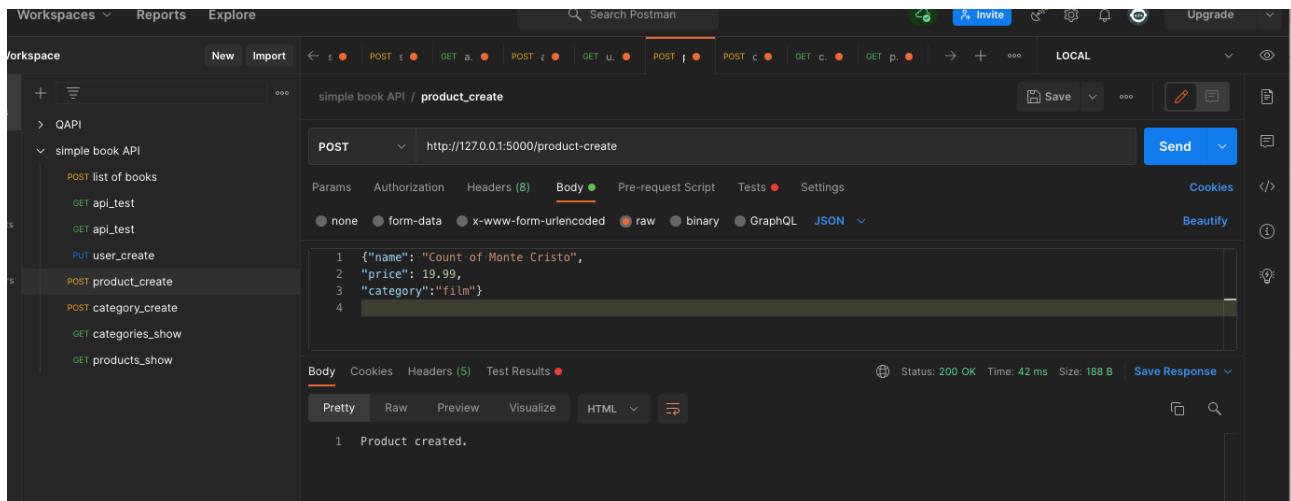 Workspaces Reports Explore Search Postman Invite Upgrade
Workspace New Import POST GET a. POST GET u. POST POST c GET c. GET p. LOCAL
simple book API / product_create Save
QAPI
simple book API
POST list of books
GET api_test
GET api_test
PUT user_create
POST product_create
POST category_create
GET categories_show
GET products_show
POST http://127.0.0.1:5000/product-create Send
Params Authorization Headers (8) Body Pre-request Script Tests Settings Cookies
none form-data x-www-form-urlencoded raw binary GraphQL JSON Beautify
1 {"name": "Count of Monte Cristo",
2 "price": 19.99,
3 "category":"film"}
4
Body Cookies Headers (5) Test Results Status: 200 OK Time: 42 ms Size: 188 B Save Response
Pretty Raw Preview Visualize HTML
1 Product created.